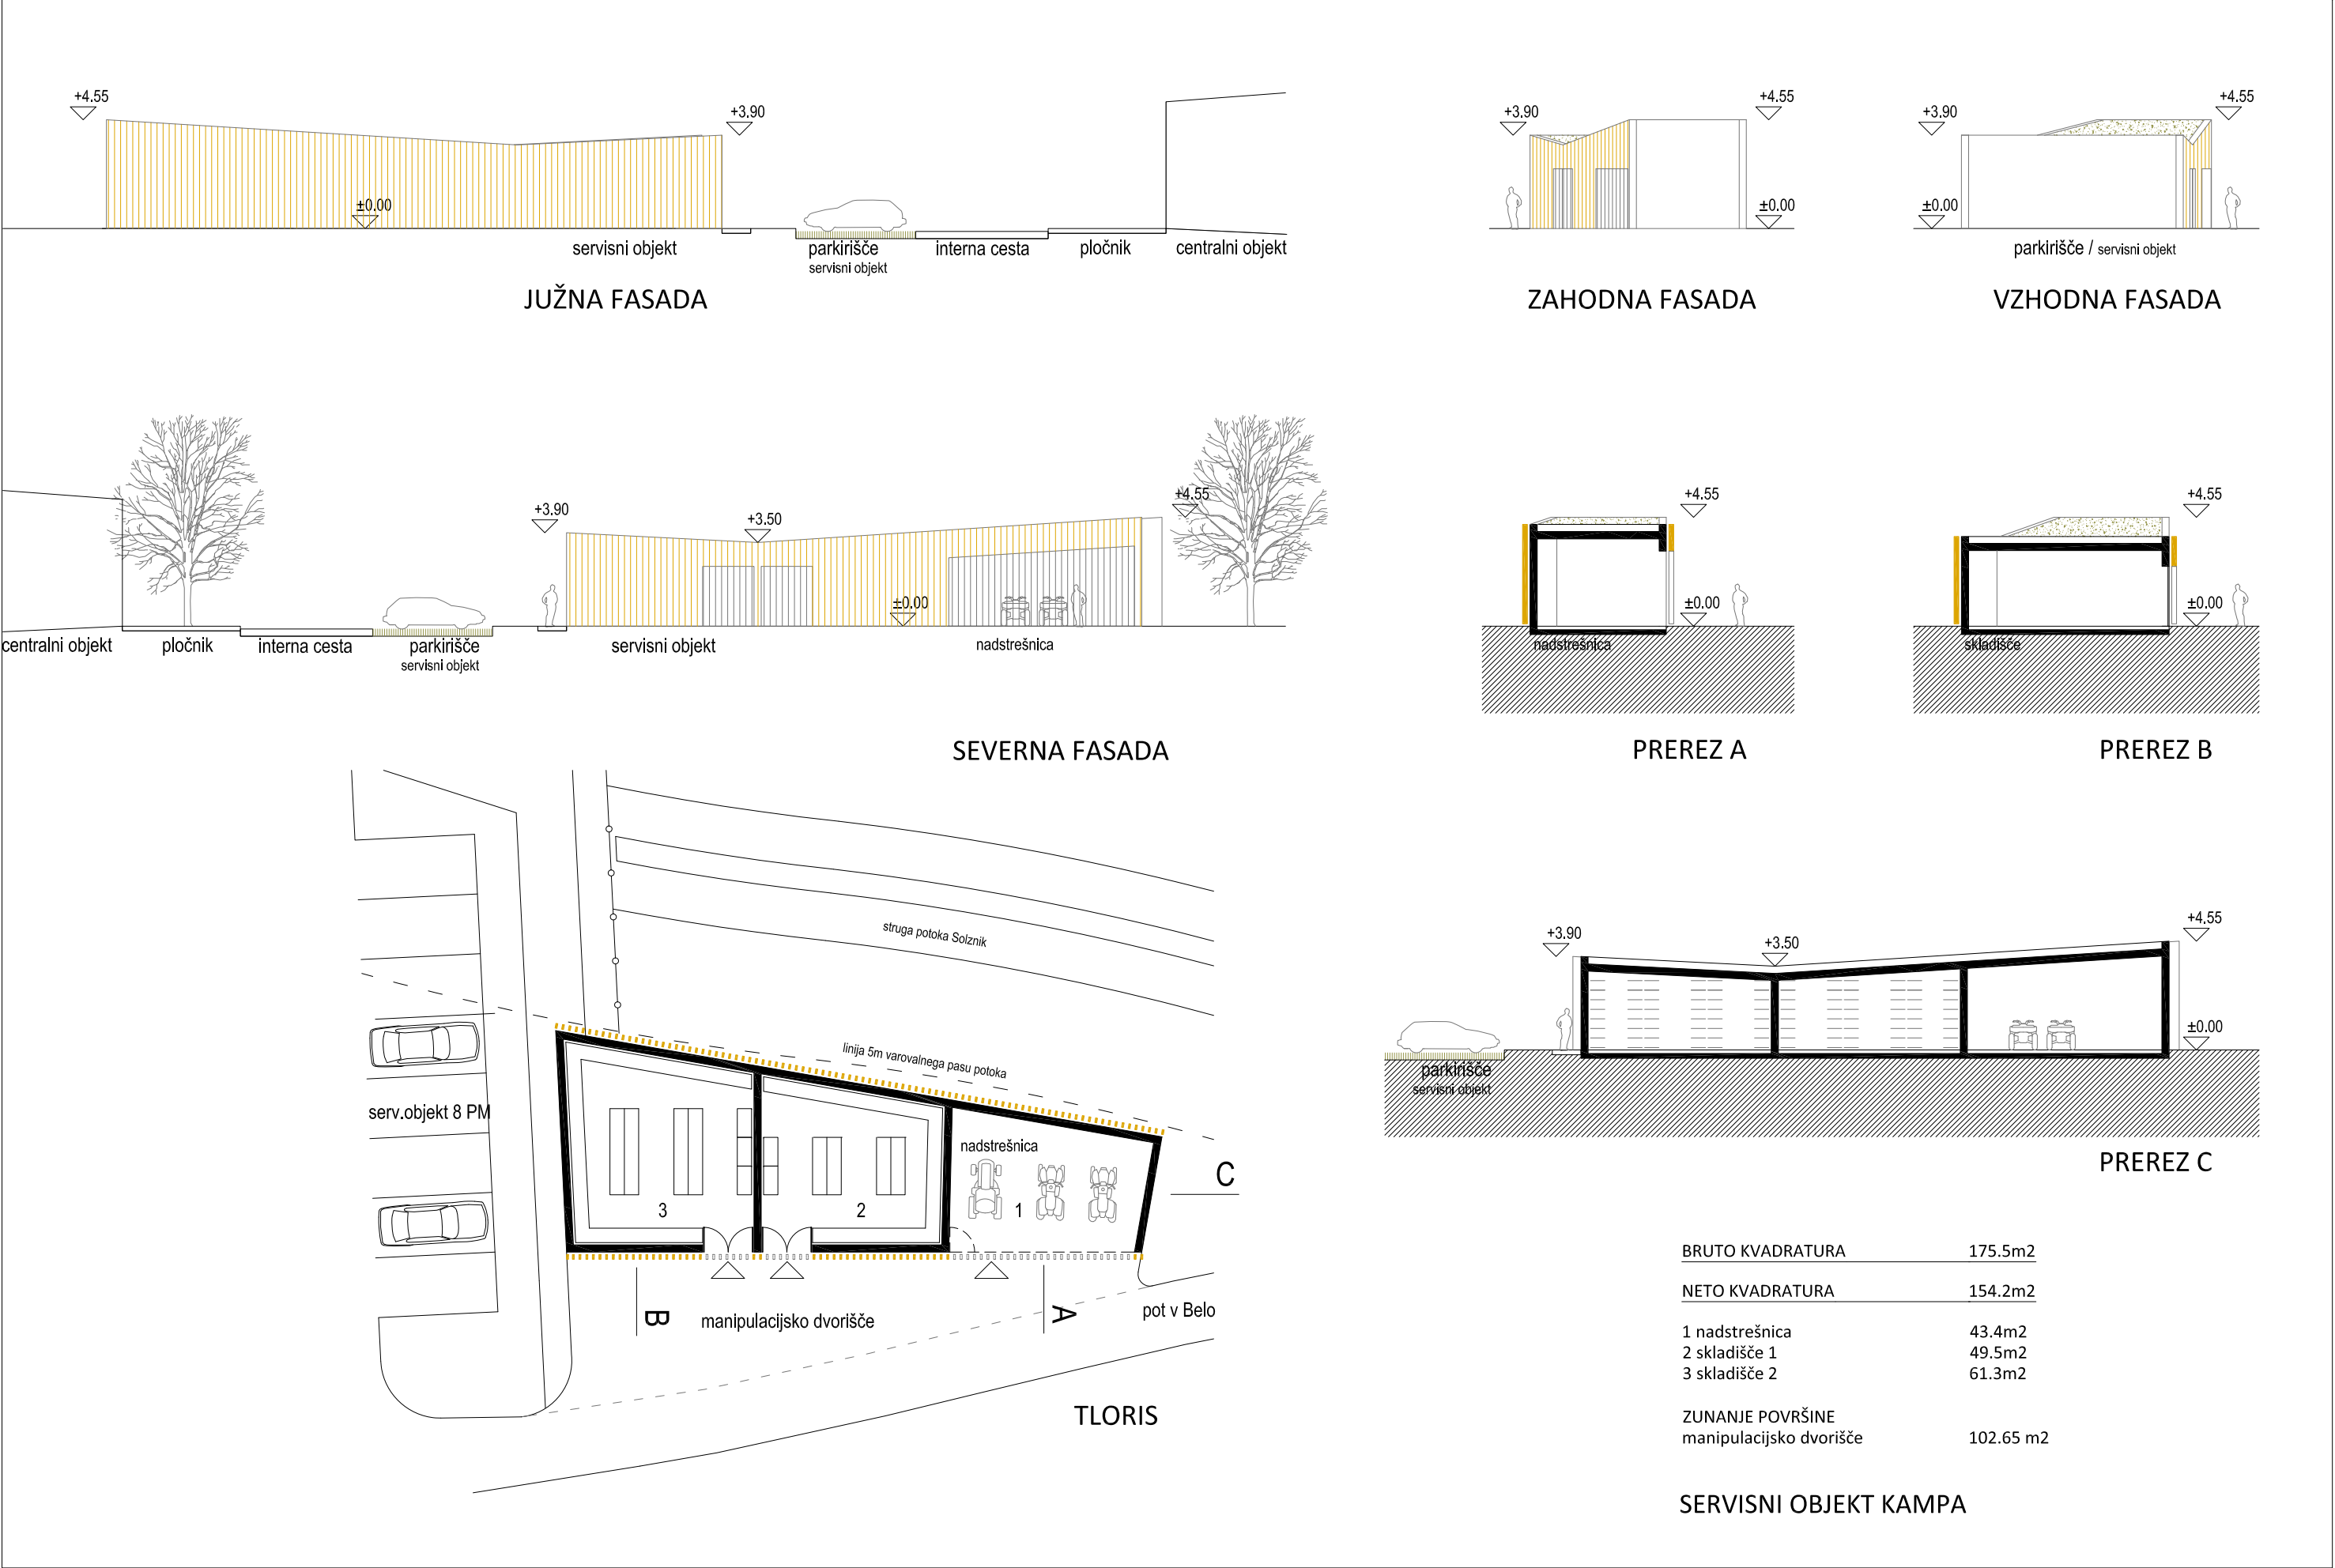 +4.55
+3.90
±0.00
servisni objekt
parkirišče
servisni objekt
interna cesta
pločnik
centralni objekt
JUŽNA FASADA
+3.90
+4.55
±0.00
ZAHODNA FASADA
+3.90
+4.55
±0.00
parkirišče / servisni objekt
VZHODNA FASADA
+3.90
+3.50
+4.55
±0.00
centralni objekt
pločnik
interna cesta
parkirišče
servisni objekt
servisni objekt
nadstrešnica
SEVERNA FASADA
+4.55
±0.00
nadstrešnica
PREREZ A
+4.55
±0.00
skladišče
PREREZ B
struga potoka Solznik
linija 5m varovalnega pasu potoka
serv.objekt 8 PM
nadstrešnica
3
2
1
C
B
A
manipulacijsko dvorišče
pot v Belo
TLORIS
+3.90
+3.50
+4.55
±0.00
parkirišče
servisni objekt
PREREZ C
BRUTO KVADRATURA 175.5m2
NETO KVADRATURA 154.2m2
1 nadstrešnica 43.4m2
2 skladišče 1 49.5m2
3 skladišče 2 61.3m2
ZUNANJE POVRŠINE
manipulacijsko dvorišče 102.65 m2
SERVISNI OBJEKT KAMPA